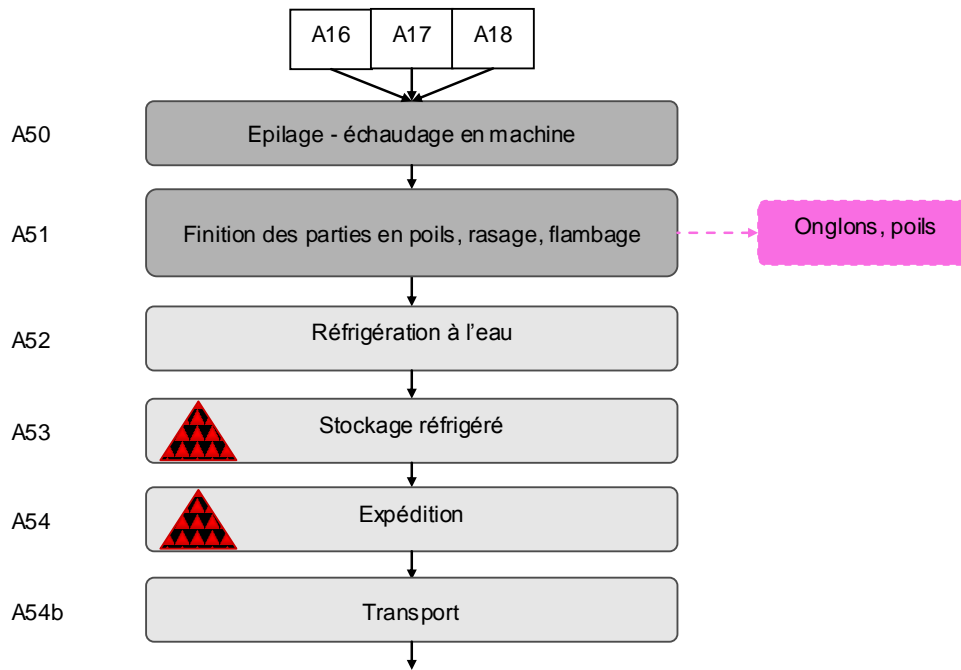 A16
A17
A18
A50
Epilage - échaudage en machine
A51
Finition des parties en poils, rasage, flambage
Onglons, poils
A52
Réfrigération à l'eau
A53
Stockage réfrigéré
A54
Expédition
A54b
Transport